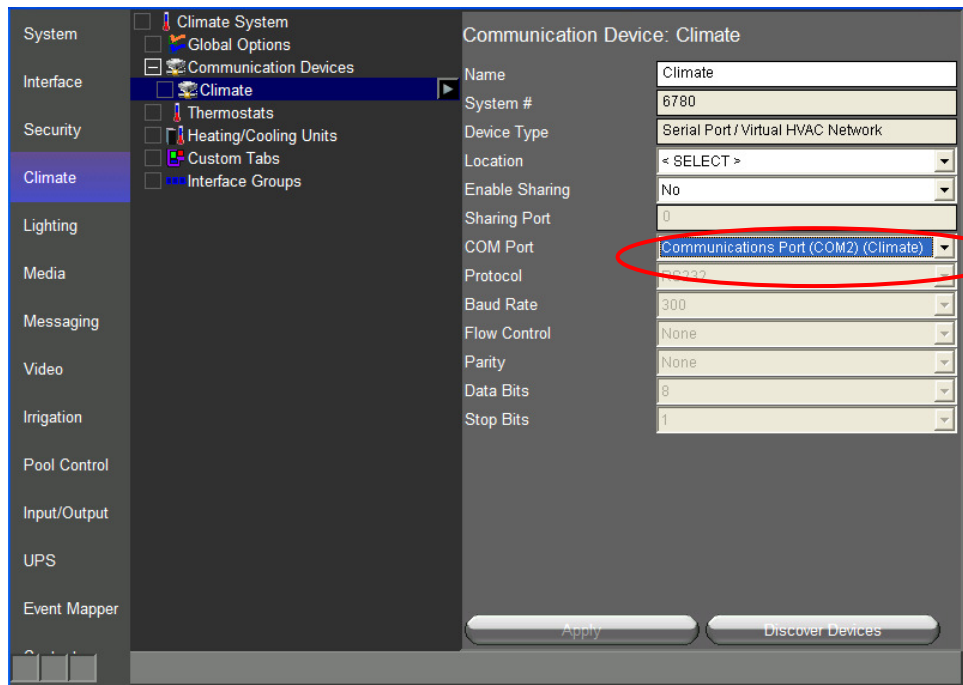 System
Interface
Security
Climate
Lighting
Media
Messaging
Video
Irrigation
Pool Control
Input/Output
UPS
Event Mapper
Climate System
Global Options
Communication Devices
Climate
Thermostats
Heating/Cooling Units
Custom Tabs
Interface Groups
Communication Device: Climate
Name Climate
System # 6780
Device Type Serial Port / Virtual HVAC Network
Location < SELECT >
Enable Sharing No
Sharing Port 0
COM Port Communications Port (COM2) (Climate)
Protocol RS232
Baud Rate 300
Flow Control None
Parity None
Data Bits 8
Stop Bits 1
Apply Discover Devices